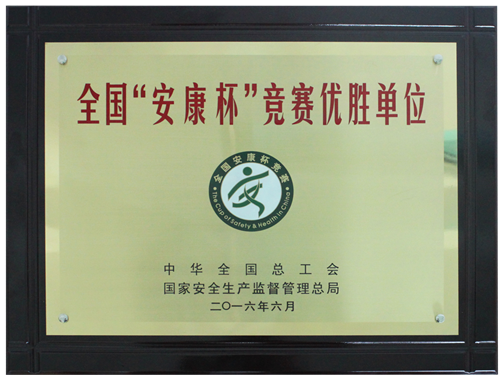 全国“安康杯”竞赛优胜单位
全国安康杯竞赛
The Cup of Safety & Health in China
中华全国总工会
国家安全生产监督管理总局
二〇一六年六月